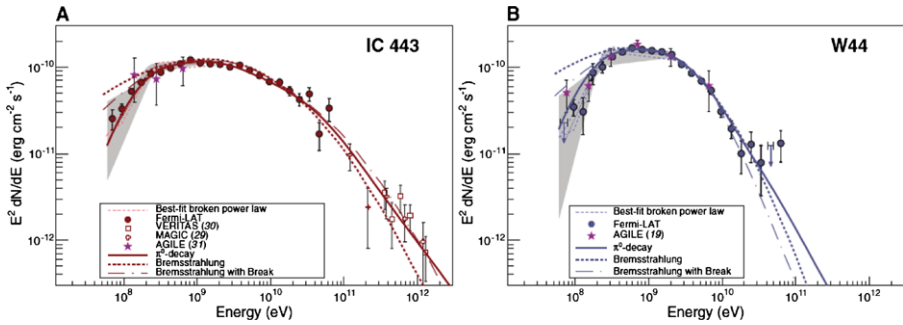 A
IC 443
E² dN/dE (erg cm⁻² s⁻¹)
10⁻¹⁰
10⁻¹¹
10⁻¹²
Best-fit broken power law
Fermi-LAT
VERITAS (30)
MAGIC (29)
AGILE (31)
π⁰-decay
Bremsstrahlung
Bremsstrahlung with Break
10⁸ 10⁹ 10¹⁰ 10¹¹ 10¹²
Energy (eV)
B
W44
E² dN/dE (erg cm⁻² s⁻¹)
10⁻¹⁰
10⁻¹¹
10⁻¹²
Best-fit broken power law
Fermi-LAT
AGILE (19)
π⁰-decay
Bremsstrahlung
Bremsstrahlung with Break
10⁸ 10⁹ 10¹⁰ 10¹¹ 10¹²
Energy (eV)